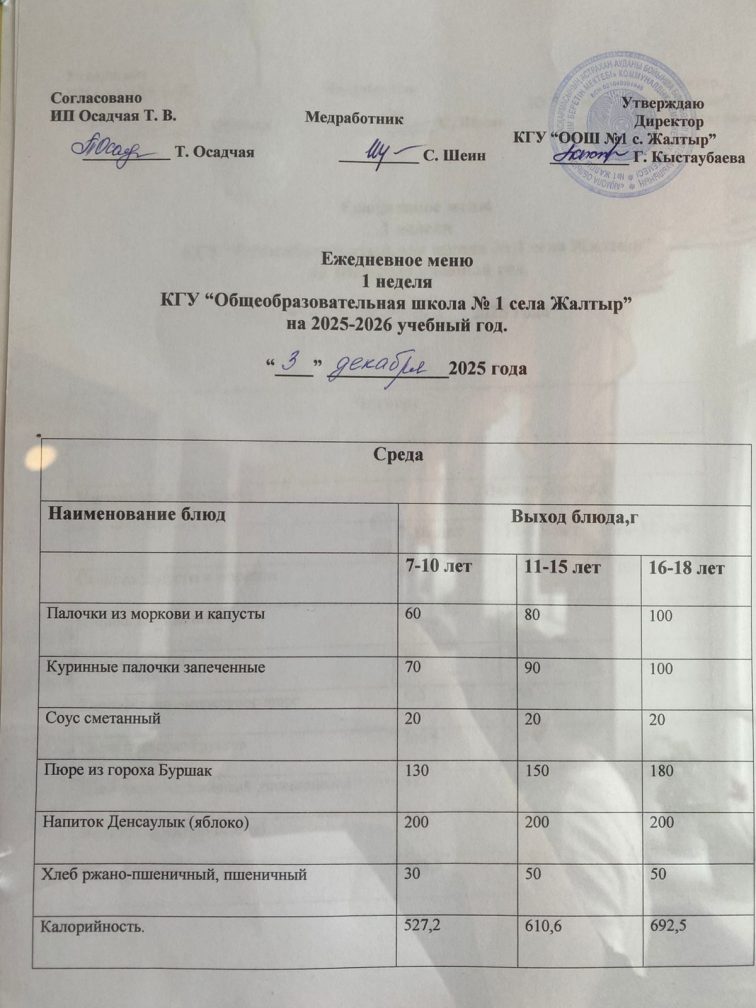 Согласовано
ИП Осадчая Т. В.
Т. Осадчая
Медработник
С. Шеин
Утверждаю
Директор
КГУ “ООШ №1 с. Жалтыр”
Г. Кыстаубаева
Ежедневное меню
1 неделя
КГУ “Общеобразовательная школа № 1 села Жалтыр”
на 2025-2026 учебный год.
“ 3 ” декабря 2025 года
Среда
Наименование блюд Выход блюда,г
7-10 лет 11-15 лет 16-18 лет
Палочки из моркови и капусты 60 80 100
Куринные палочки запеченные 70 90 100
Соус сметанный 20 20 20
Пюре из гороха Буршак 130 150 180
Напиток Денсаулык (яблоко) 200 200 200
Хлеб ржано-пшеничный, пшеничный 30 50 50
Калорийность. 527,2 610,6 692,5